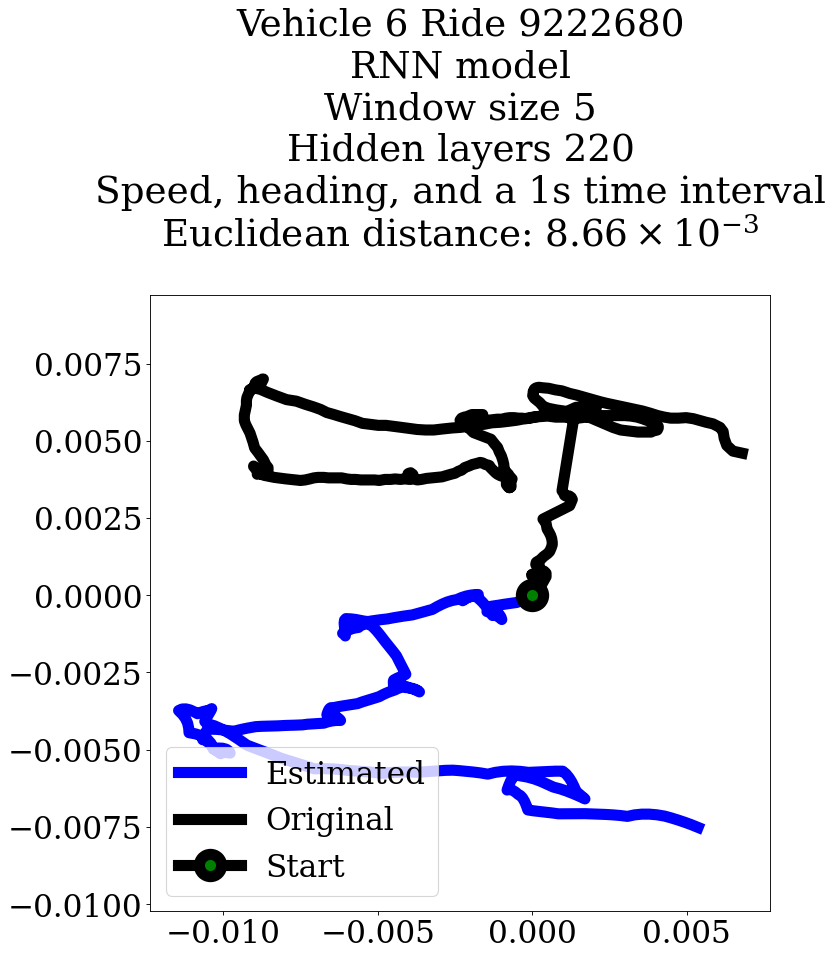 Vehicle 6 Ride 9222680
RNN model
Window size 5
Hidden layers 220
Speed, heading, and a 1s time interval
Euclidean distance: 8.66 × 10⁻³
0.0075
0.0050
0.0025
0.0000
−0.0025
−0.0050
−0.0075
−0.0100
Estimated
Original
Start
−0.010 −0.005 0.000 0.005